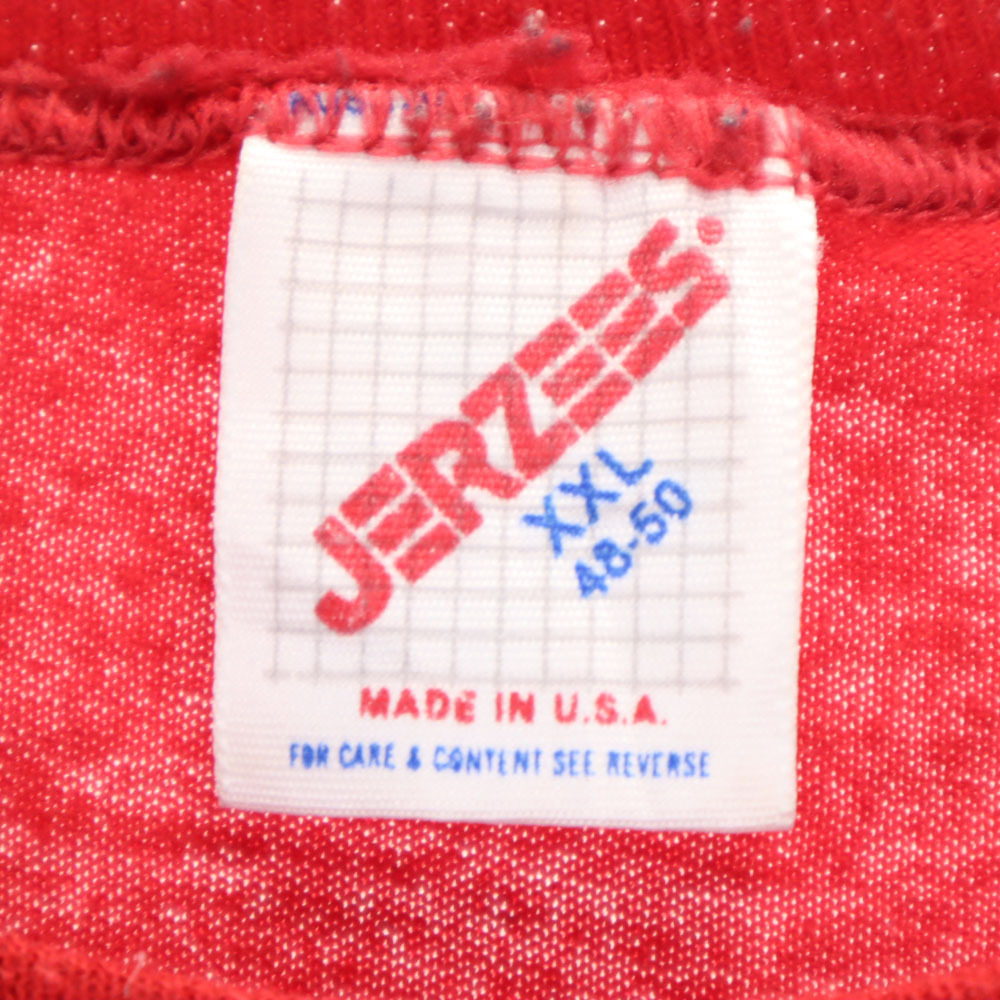 JERZEES®
XXL
48-50
MADE IN U.S.A.
FOR CARE & CONTENT SEE REVERSE